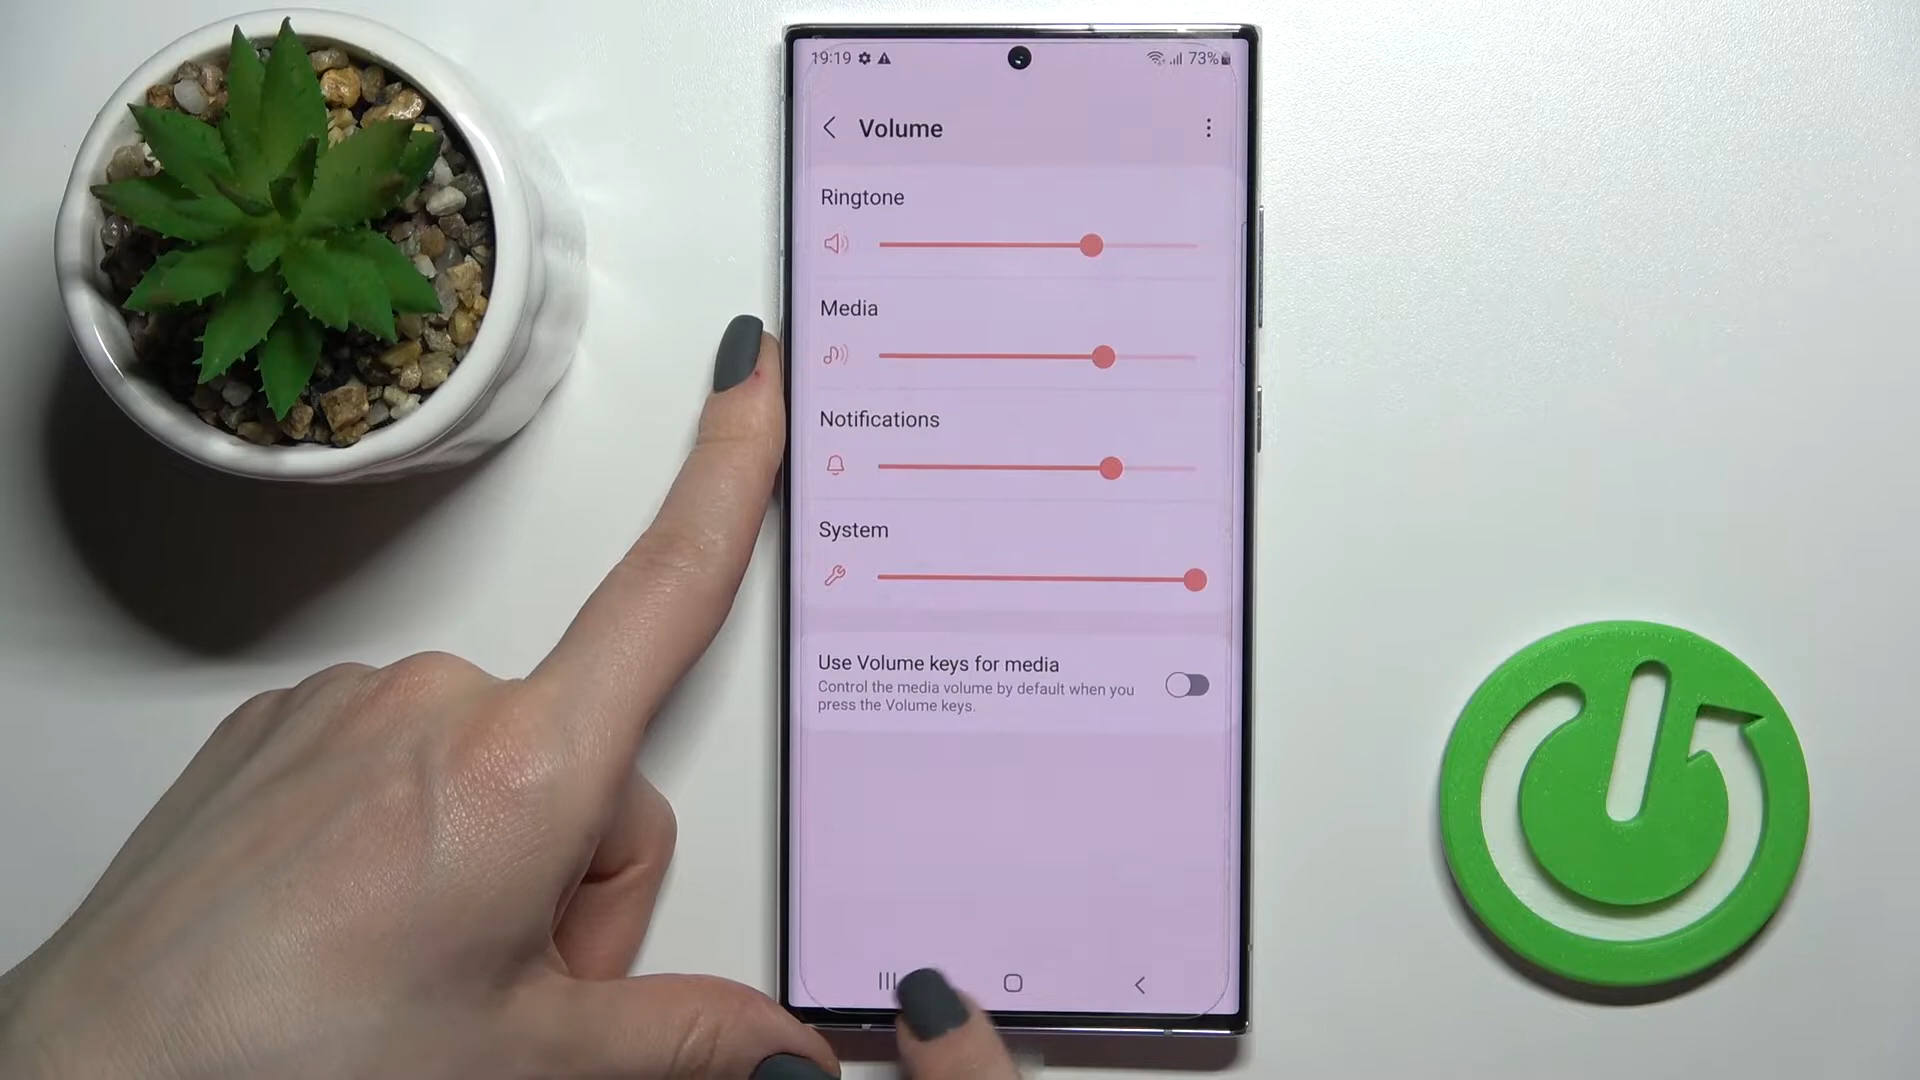 19:19 73%
Volume
Ringtone
Media
Notifications
System
Use Volume keys for media
Control the media volume by default when you
press the Volume keys.